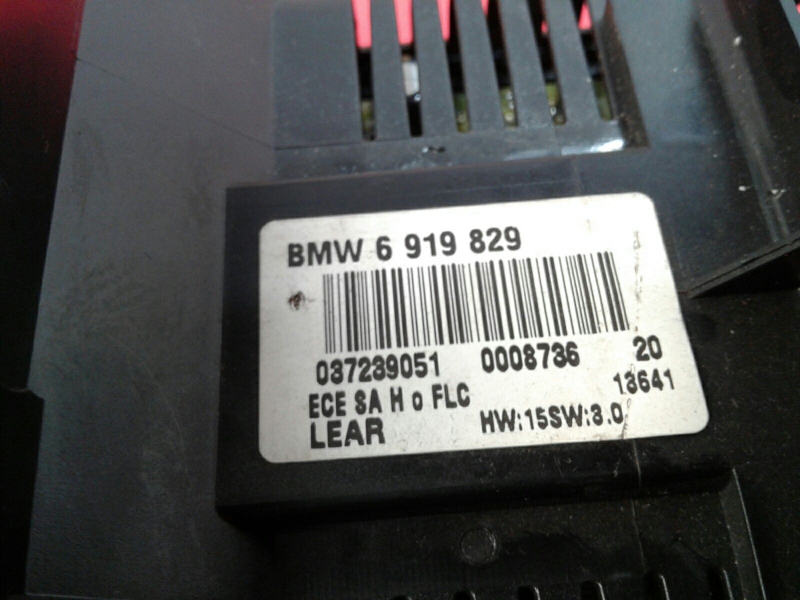 BMW 6 919 829
037239051 0008736 20
ECE SA H o FLC 13641
LEAR HW:15SW:3.0